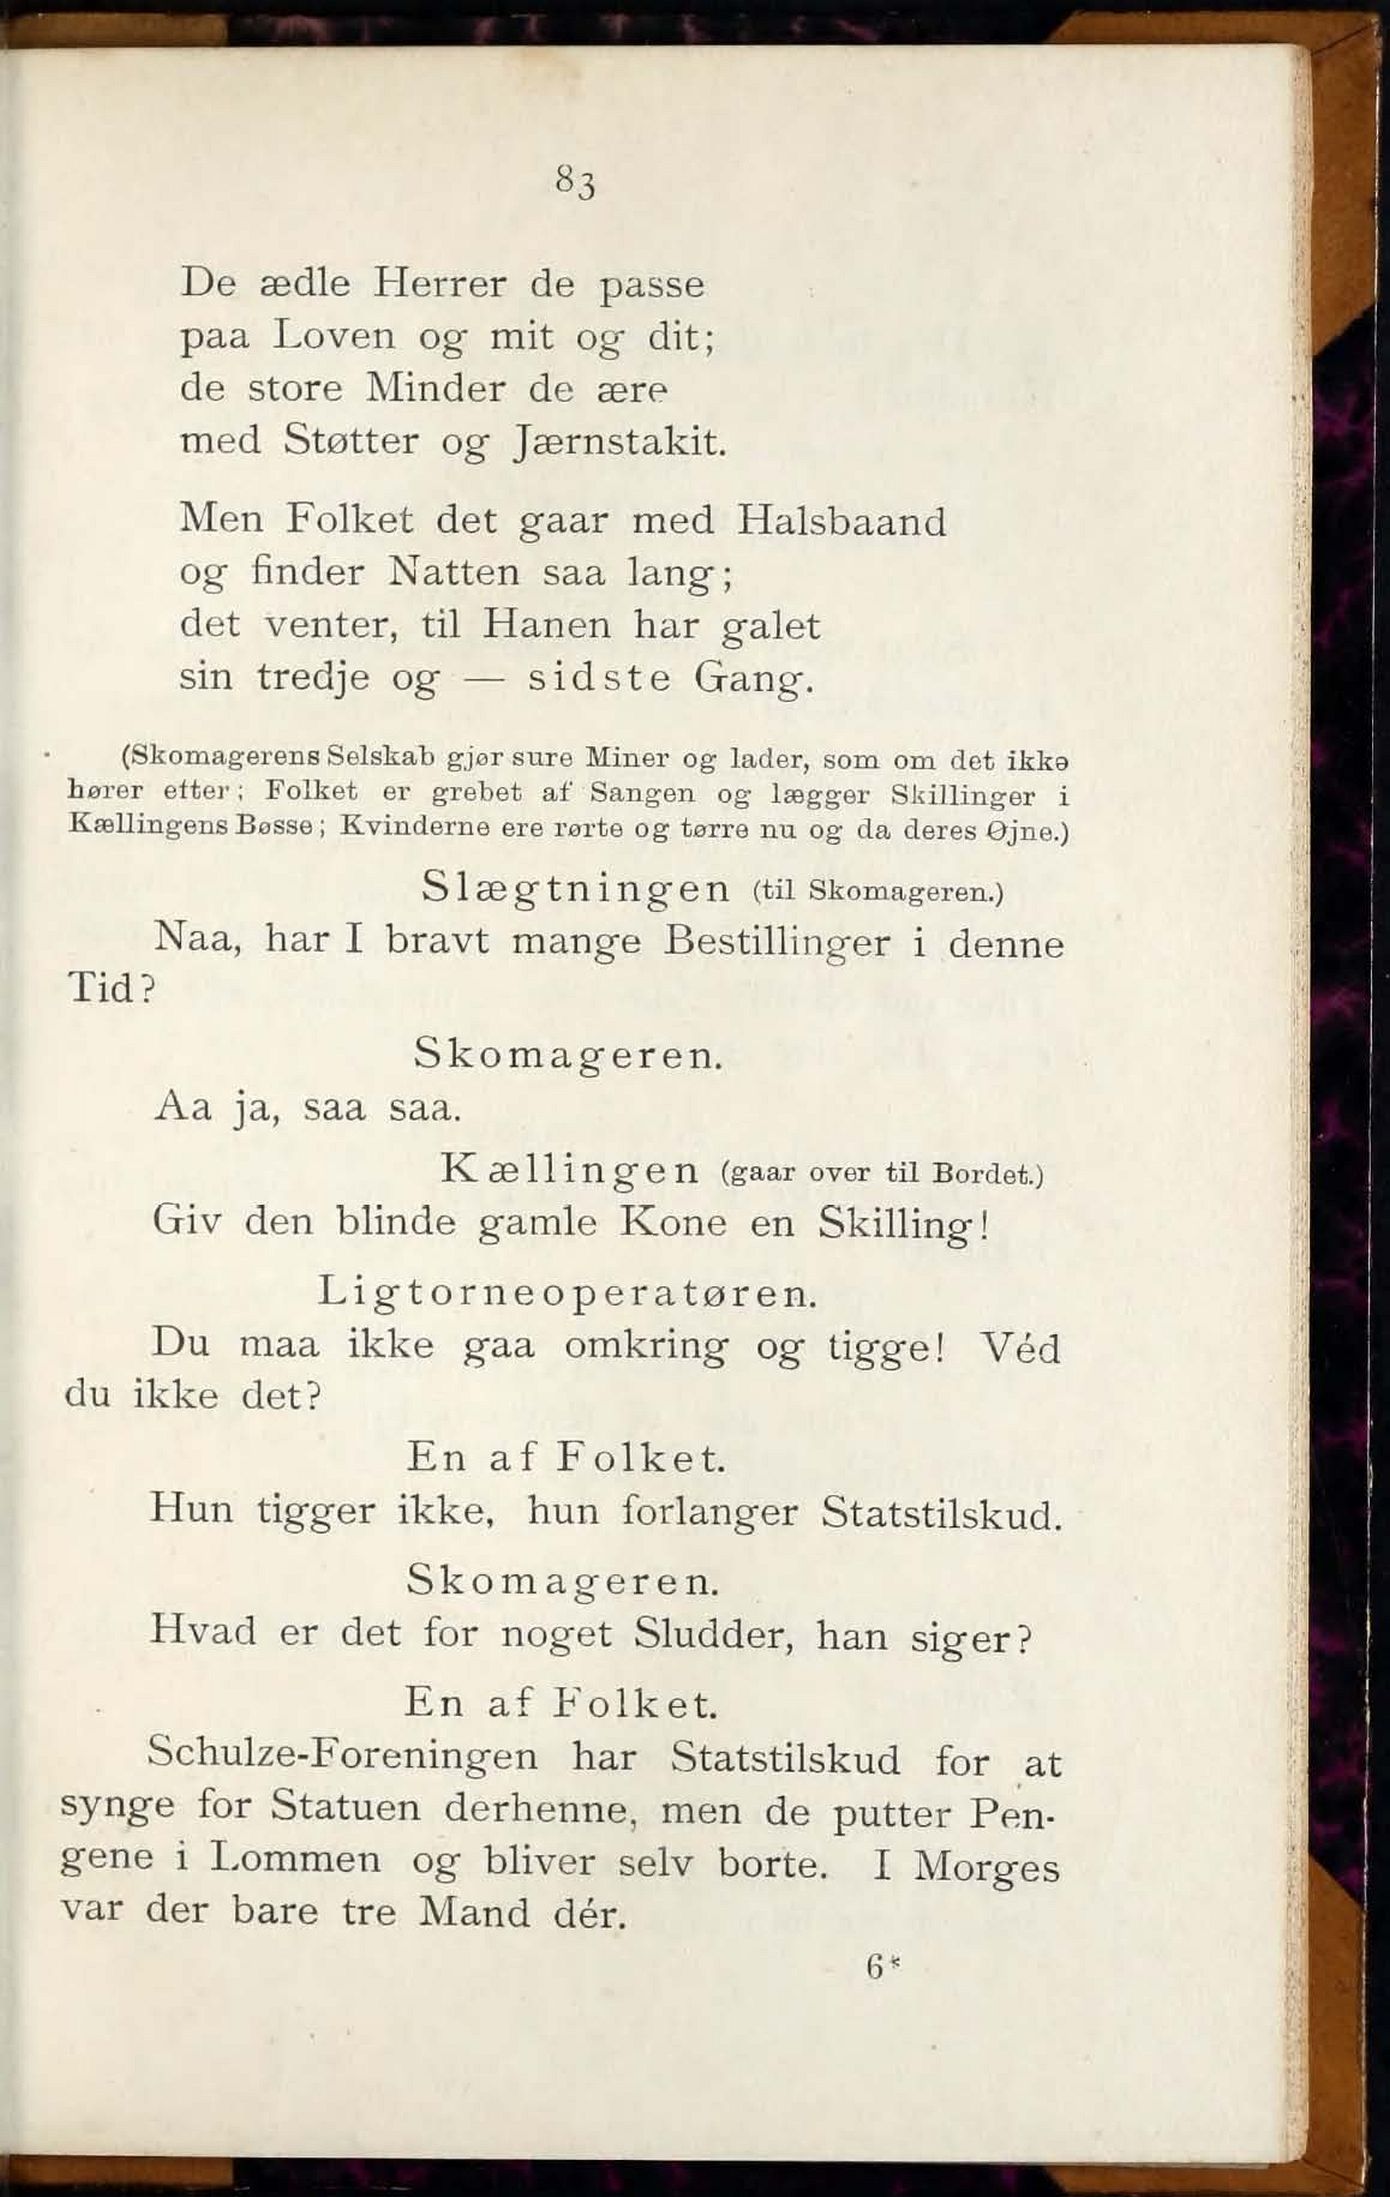 83
De ædle Herrer de passe
paa Loven og mit og dit;
de store Minder de ære
med Støtter og Jærnstakit.
Men Folket det gaar med Halsbaand
og finder Natten saa lang;
det venter, til Hanen har galet
sin tredje og — sidste Gang.
(Skomagerens Selskab gjør sure Miner og lader, som om det ikke
hører efter; Folket er grebet af Sangen og lægger Skillinger i
Kællingens Bøsse; Kvinderne ere rørte og tørre nu og da deres Øjne.)
Slægtningen (til Skomageren.)
Naa, har I bravt mange Bestillinger i denne
Tid?
Skomageren.
Aa ja, saa saa.
Kællingen (gaar over til Bordet.)
Giv den blinde gamle Kone en Skilling!
Ligtorneoperatøren.
Du maa ikke gaa omkring og tigge! Véd
du ikke det?
En af Folket.
Hun tigger ikke, hun forlanger Statstilskud.
Skomageren.
Hvad er det for noget Sludder, han siger?
En af Folket.
Schulze-Foreningen har Statstilskud for at
synge for Statuen derhenne, men de putter Pen-
gene i Lommen og bliver selv borte. I Morges
var der bare tre Mand dér.
6*